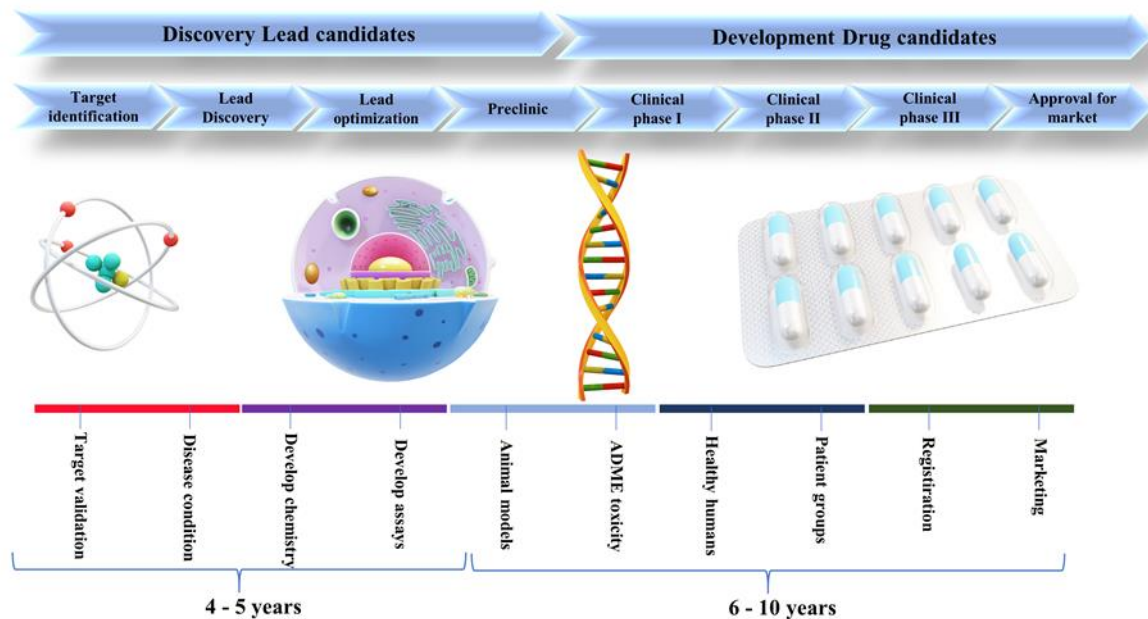 Discovery Lead candidates
Development Drug candidates
Target
identification
Lead
Discovery
Lead
optimization
Preclinic
Clinical
phase I
Clinical
phase II
Clinical
phase III
Approval for
market
Target validation
Disease condition
Develop chemistry
Develop assays
Animal models
ADME toxicity
Healthy humans
Patient groups
Registiration
Marketing
4 - 5 years
6 - 10 years